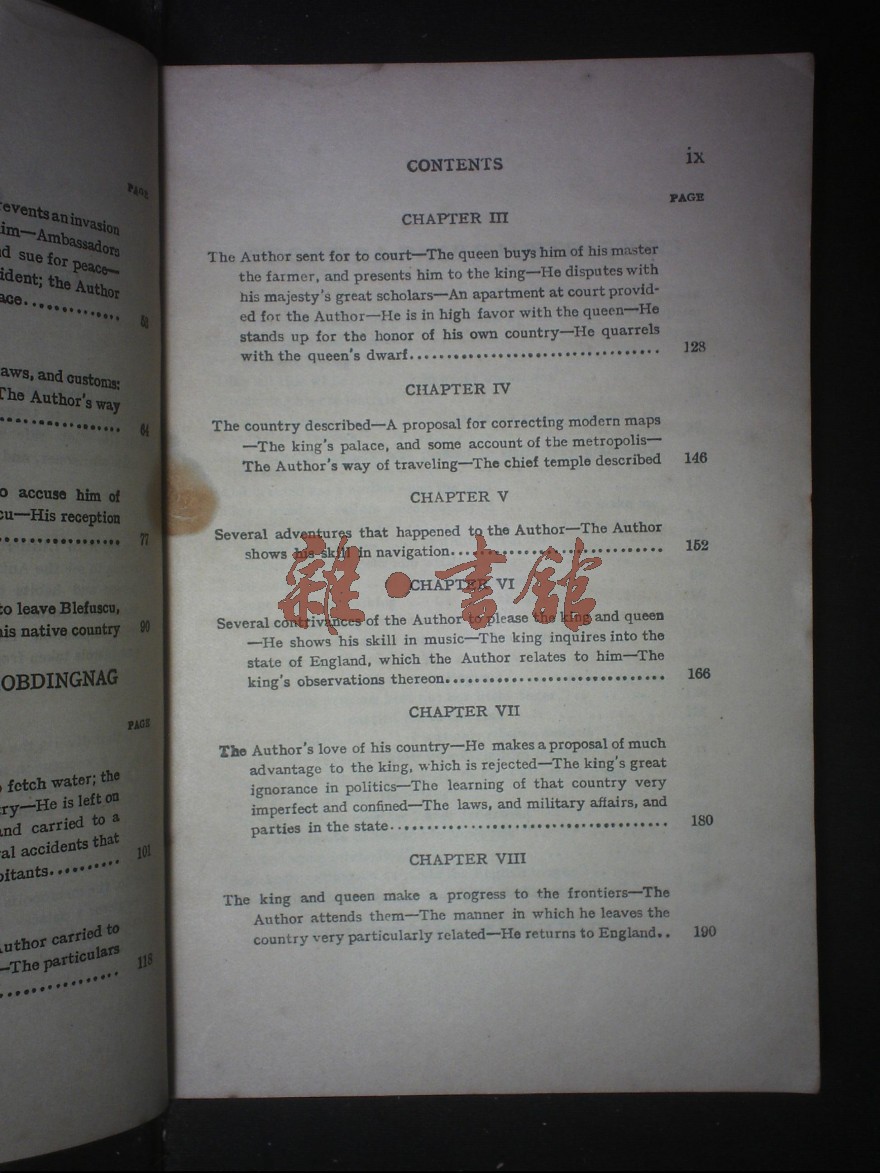 PAGE
events an invasion
im—Ambassadors
d sue for peace—
ident; the Author
ace..............
52
aws, and customs:
The Author's way
................. 64
o accuse him of
cu—His reception
................. 77
to leave Blefuscu,
his native country 90
OBDINGNAG
PAGE
fetch water; the
ry—He is left on
and carried to a
al accidents that
bitants.......... 101
Author carried to
—The particulars
................. 116
CONTENTS ix
PAGE
CHAPTER III
The Author sent for to court—The queen buys him of his master
the farmer, and presents him to the king—He disputes with
his majesty's great scholars—An apartment at court provid-
ed for the Author—He is in high favor with the queen—He
stands up for the honor of his own country—He quarrels
with the queen's dwarf................................ 128
CHAPTER IV
The country described—A proposal for correcting modern maps
—The king's palace, and some account of the metropolis—
The Author's way of traveling—The chief temple described 146
CHAPTER V
Several adventures that happened to the Author—The Author
shows his skill in navigation........................... 152
雜·書館
CHAPTER VI
Several contrivances of the Author to please the king and queen
—He shows his skill in music—The king inquires into the
state of England, which the Author relates to him—The
king's observations thereon............................ 166
CHAPTER VII
The Author's love of his country—He makes a proposal of much
advantage to the king, which is rejected—The king's great
ignorance in politics—The learning of that country very
imperfect and confined—The laws, and military affairs, and
parties in the state................................... 180
CHAPTER VIII
The king and queen make a progress to the frontiers—The
Author attends them—The manner in which he leaves the
country very particularly related—He returns to England.. 190